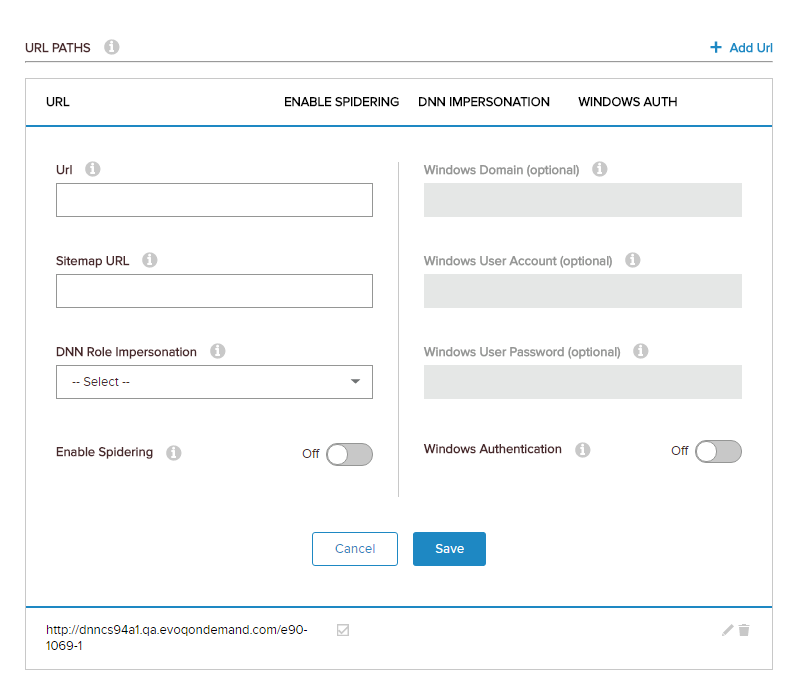 URL PATHS
+ Add Url
URL ENABLE SPIDERING DNN IMPERSONATION WINDOWS AUTH
Url
Windows Domain (optional)
Sitemap URL
Windows User Account (optional)
DNN Role Impersonation
-- Select --
Windows User Password (optional)
Enable Spidering Off
Windows Authentication Off
Cancel Save
http://dnncs94a1.qa.evoqondemand.com/e90-
1069-1